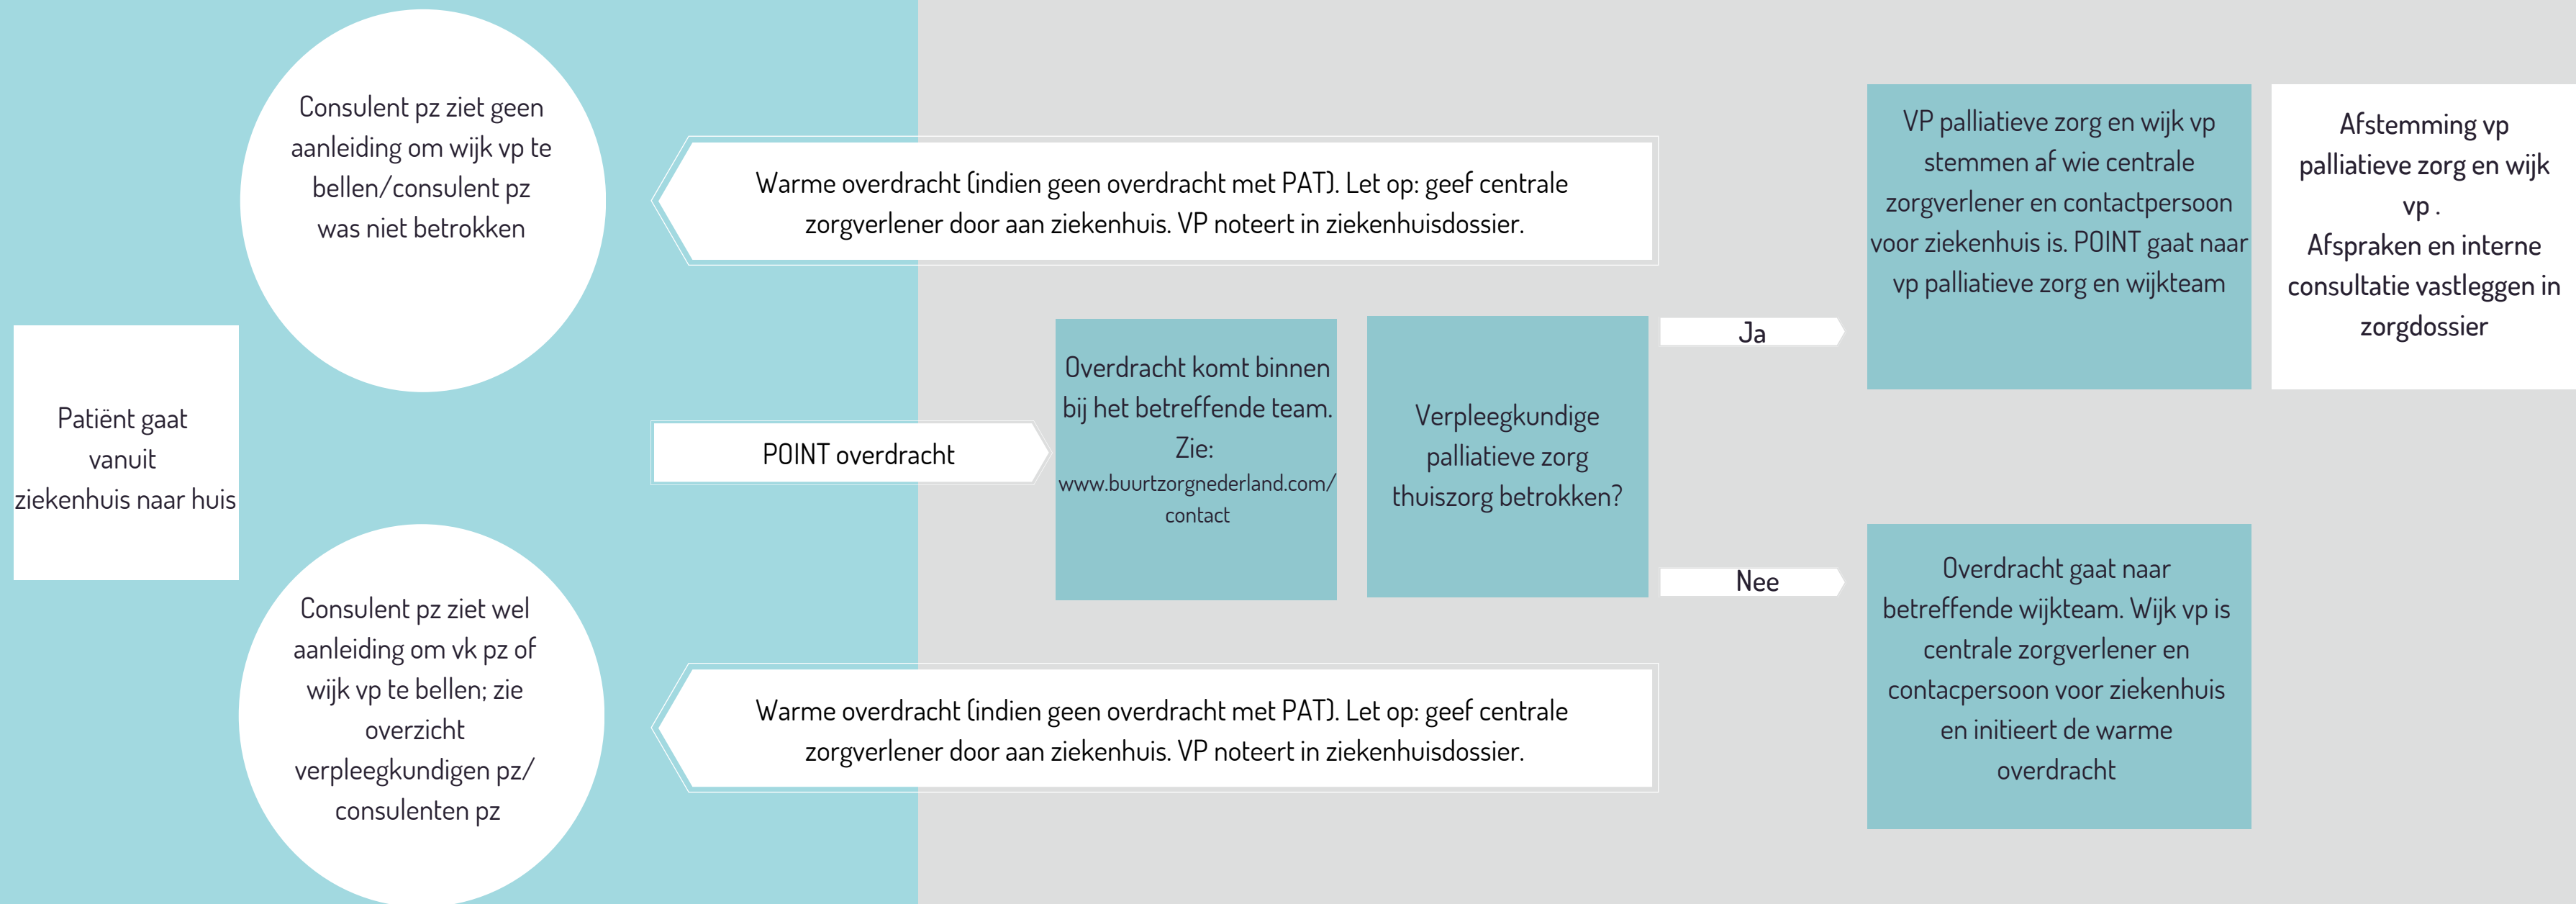 Patiënt gaat
vanuit
ziekenhuis naar huis
Consulent pz ziet geen
aanleiding om wijk vp te
bellen/consulent pz
was niet betrokken
Consulent pz ziet wel
aanleiding om vk pz of
wijk vp te bellen; zie
overzicht
verpleegkundigen pz/
consulenten pz
Warme overdracht (indien geen overdracht met PAT). Let op: geef centrale
zorgverlener door aan ziekenhuis. VP noteert in ziekenhuisdossier.
POINT overdracht
Warme overdracht (indien geen overdracht met PAT). Let op: geef centrale
zorgverlener door aan ziekenhuis. VP noteert in ziekenhuisdossier.
Overdracht komt binnen
bij het betreffende team.
Zie:
www.buurtzorgnederland.com/
contact
Verpleegkundige
palliatieve zorg
thuiszorg betrokken?
Ja
Nee
VP palliatieve zorg en wijk vp
stemmen af wie centrale
zorgverlener en contactpersoon
voor ziekenhuis is. POINT gaat naar
vp palliatieve zorg en wijkteam
Afstemming vp
palliatieve zorg en wijk
vp .
Afspraken en interne
consultatie vastleggen in
zorgdossier
Overdracht gaat naar
betreffende wijkteam. Wijk vp is
centrale zorgverlener en
contacpersoon voor ziekenhuis
en initieert de warme
overdracht